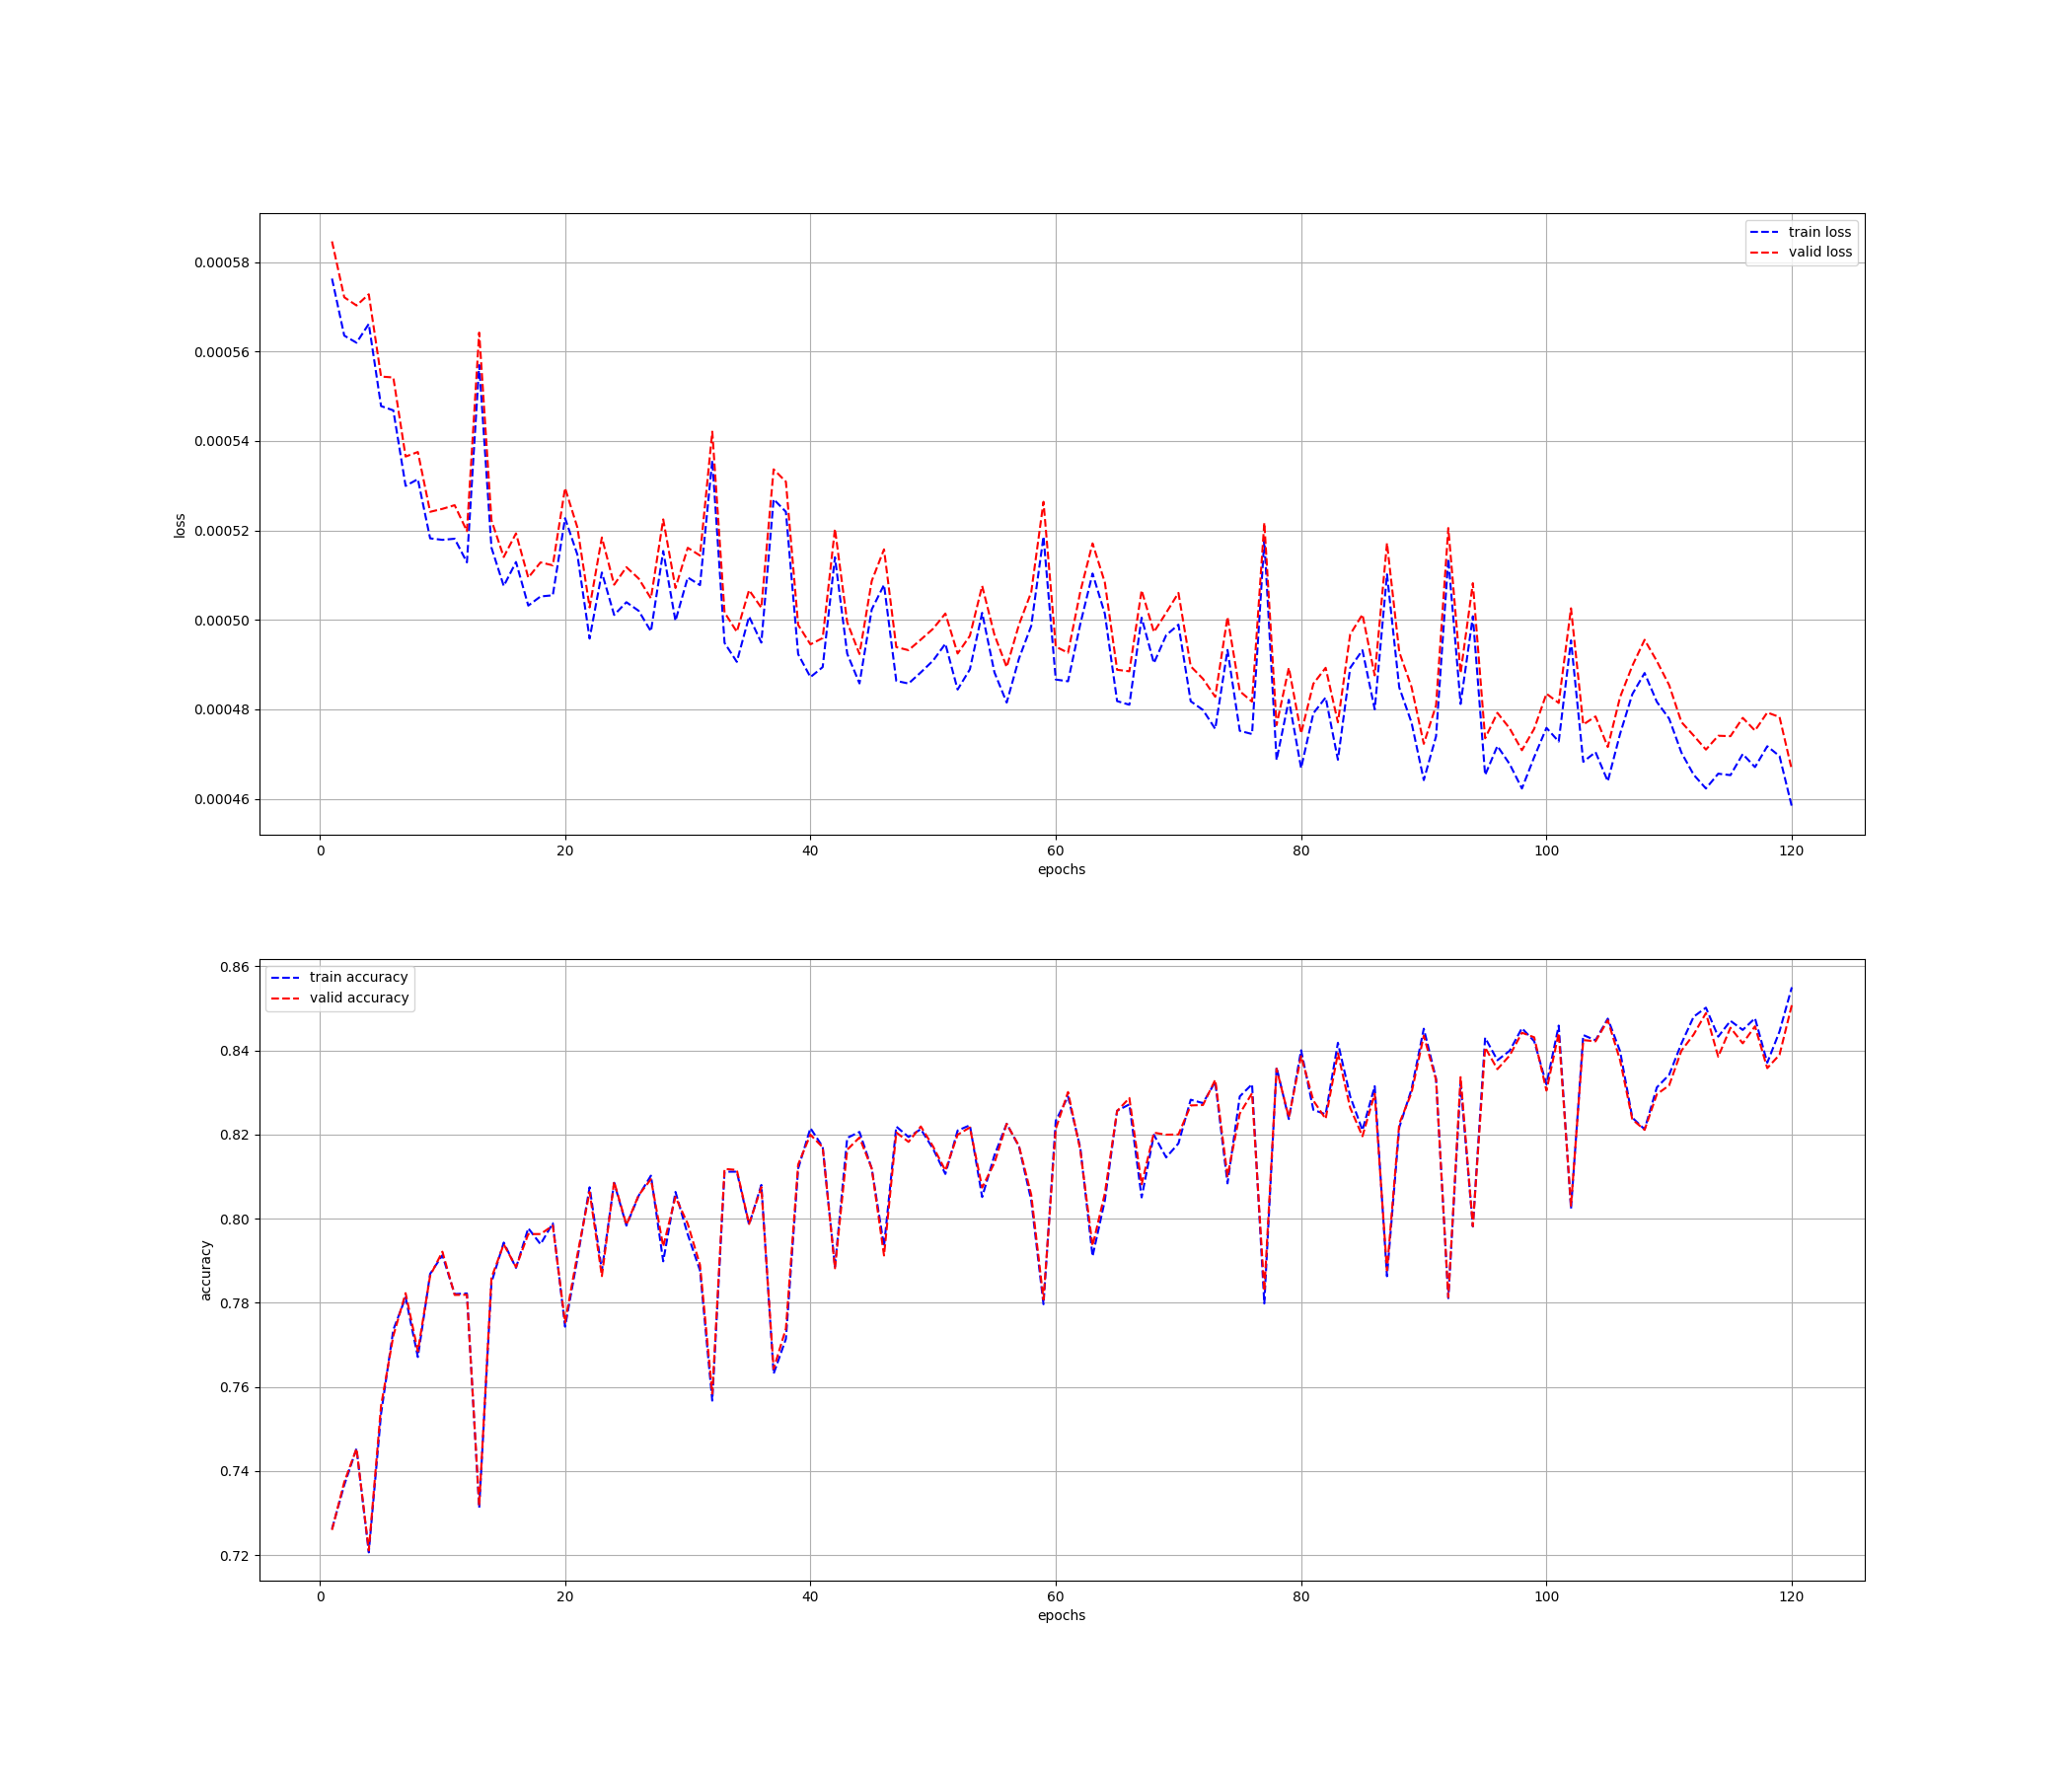 train loss
valid loss
0.00058
0.00056
0.00054
0.00052
0.00050
0.00048
0.00046
loss
0 20 40 60 80 100 120
epochs
train accuracy
valid accuracy
0.86
0.84
0.82
0.80
0.78
0.76
0.74
0.72
accuracy
0 20 40 60 80 100 120
epochs